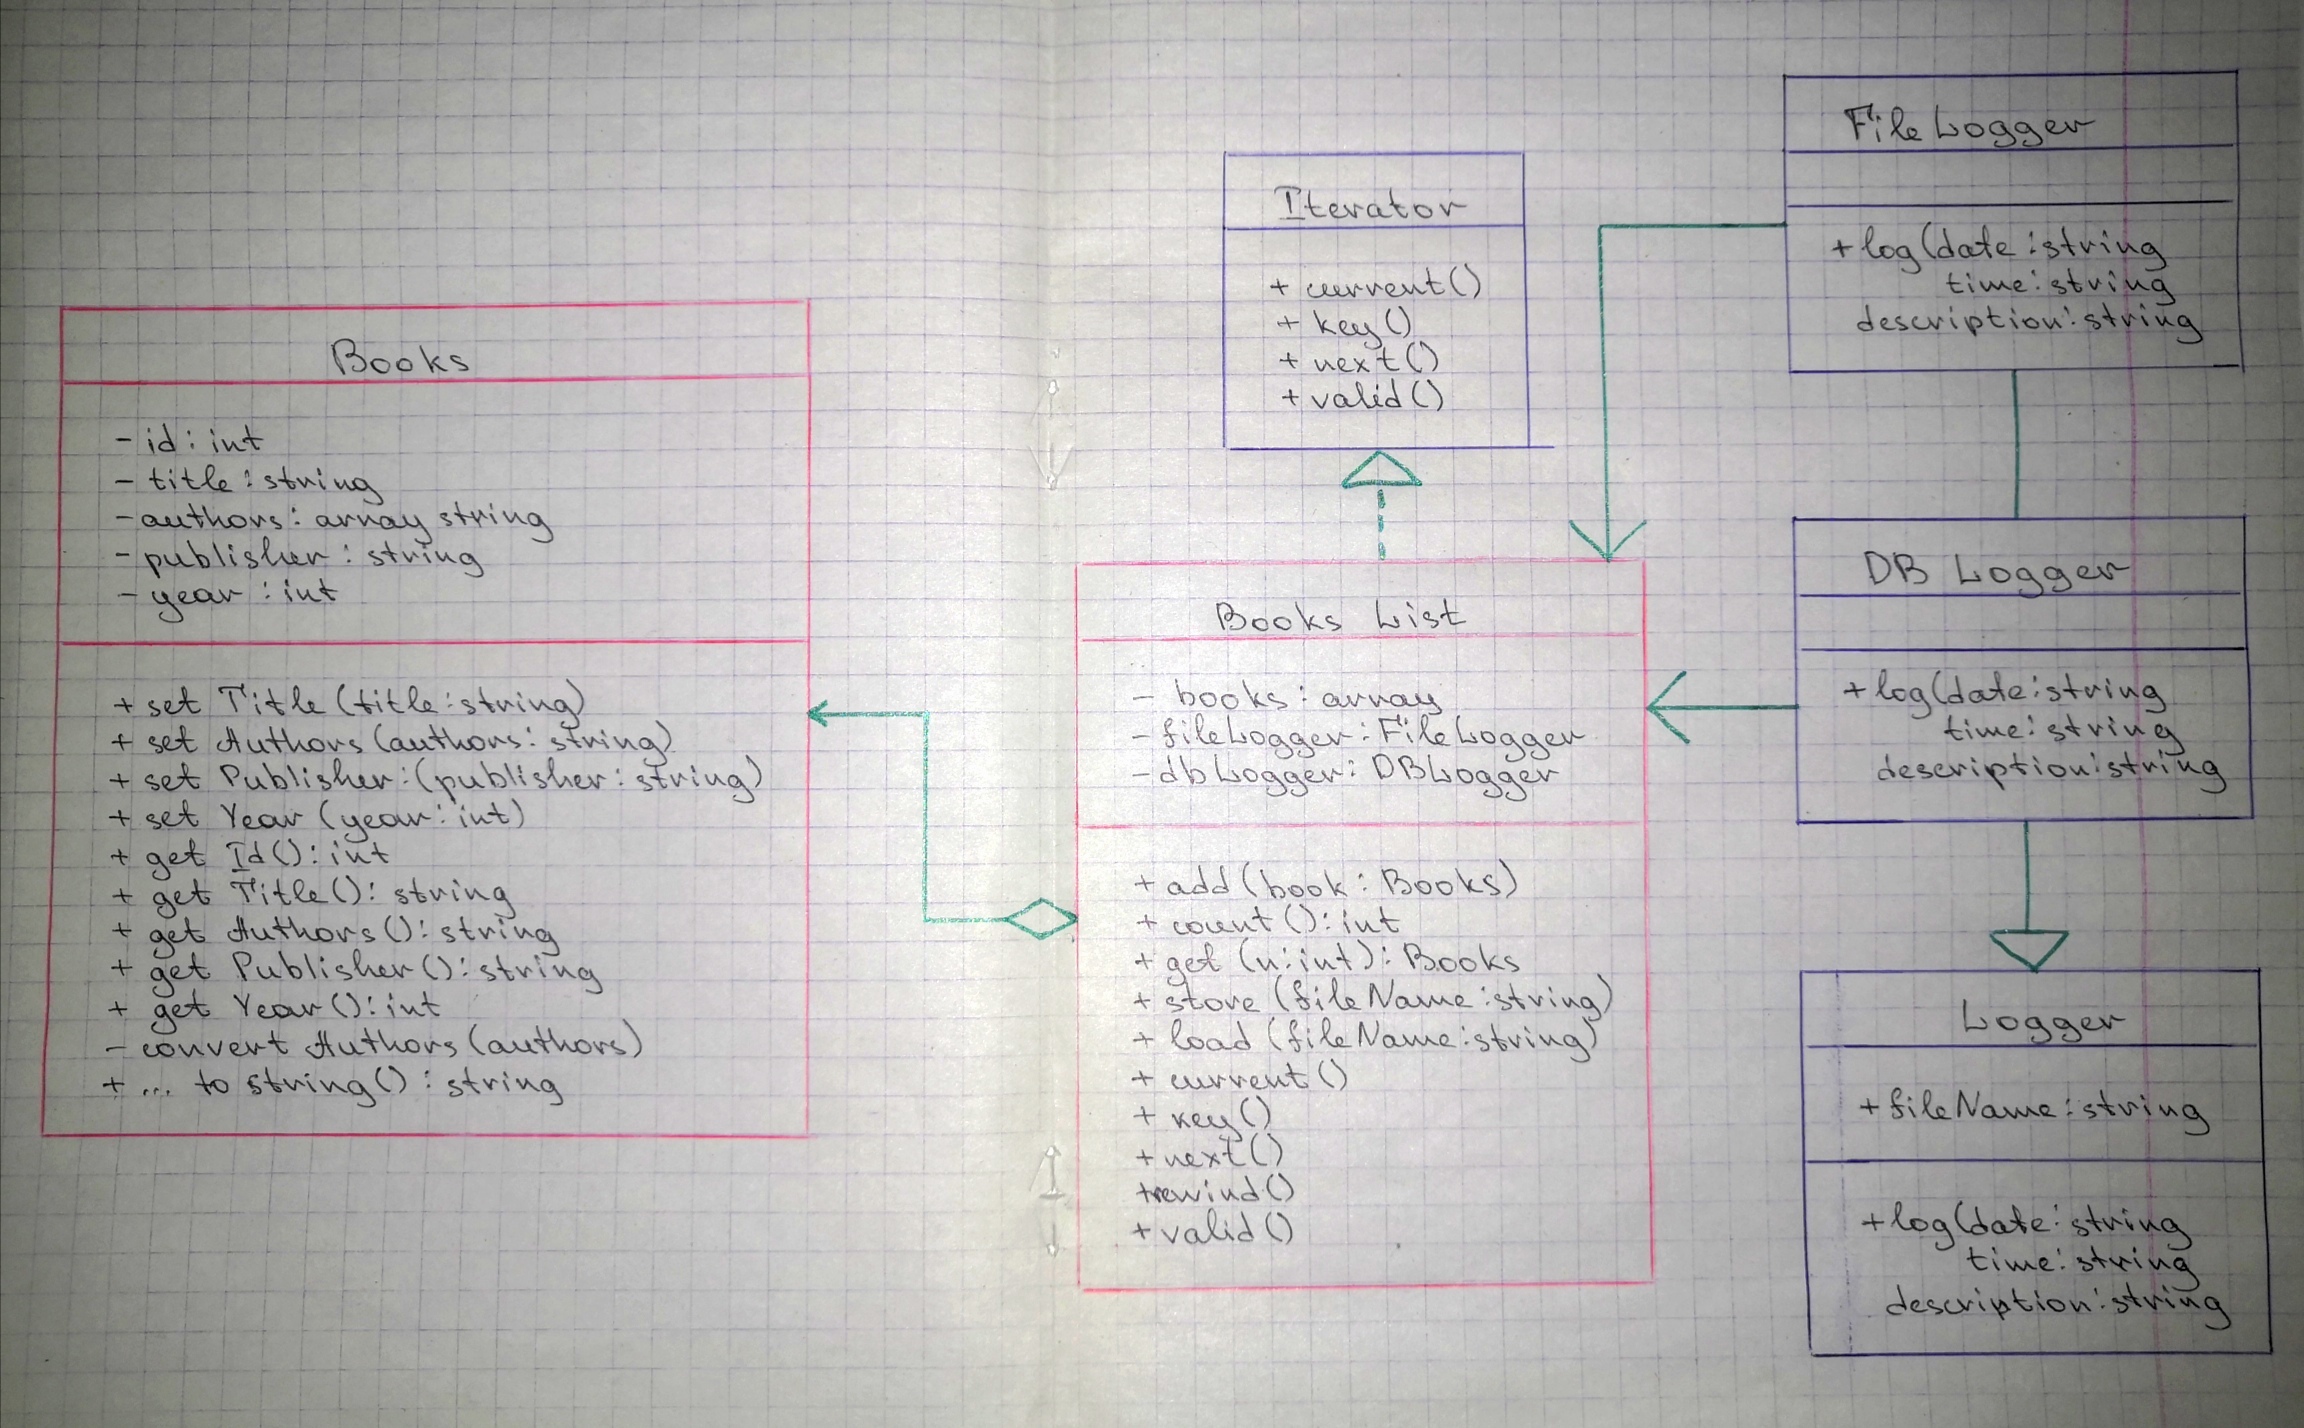 Books
- id : int
- title : string
- authors : array string
- publisher : string
- year : int
+ set Title (title : string)
+ set Authors (authors : string)
+ set Publisher : (publisher : string)
+ set Year (year : int)
+ get Id() : int
+ get Title() : string
+ get Authors() : string
+ get Publisher() : string
+ get Year() : int
- convert Authors (authors)
+ ... to string() : string
Iterator
+ current()
+ key()
+ next()
+ valid()
Books List
- books : array
- fileLogger : FileLogger
- dbLogger : DBLogger
+ add (book : Books)
+ count() : int
+ get (n : int) : Books
+ store (fileName : string)
+ load (fileName : string)
+ current()
+ key()
+ next()
+rewind()
+ valid()
File Logger
+ log(date : string
time : string
description : string
DB Logger
+ log(date : string
time : string
description : string
Logger
+ fileName : string
+ log(date : string
time : string
description : string